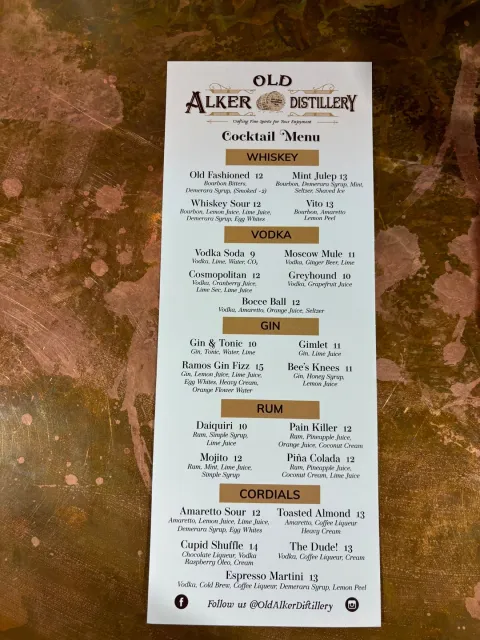 OLD
ALKER DISTILLERY
Crafting Fine Spirits for Your Enjoyment
Cocktail Menu
WHISKEY
Old Fashioned 12
Bourbon Bitters,
Demerara Syrup, (Smoked +2)
Mint Julep 13
Bourbon, Demerara Syrup, Mint,
Seltzer, Shaved Ice
Whiskey Sour 12
Bourbon, Lemon Juice, Lime Juice,
Demerara Syrup, Egg Whites
Vito 13
Bourbon, Amaretto
Lemon Peel
VODKA
Vodka Soda 9
Vodka, Lime, Water, CO₂
Moscow Mule 11
Vodka, Ginger Beer, Lime
Cosmopolitan 12
Vodka, Cranberry Juice,
Lime Sec, Lime Juice
Greyhound 10
Vodka, Grapefruit Juice
Bocce Ball 12
Vodka, Amaretto, Orange Juice, Seltzer
GIN
Gin & Tonic 10
Gin, Tonic, Water, Lime
Gimlet 11
Gin, Lime Juice
Ramos Gin Fizz 15
Gin, Lemon Juice, Lime Juice,
Egg Whites, Heavy Cream,
Orange Flower Water
Bee's Knees 11
Gin, Honey Syrup,
Lemon Juice
RUM
Daiquiri 10
Rum, Simple Syrup,
Lime Juice
Pain Killer 12
Rum, Pineapple Juice,
Orange Juice, Coconut Cream
Mojito 12
Rum, Mint, Lime Juice,
Simple Syrup
Piña Colada 12
Rum, Pineapple Juice,
Coconut Cream, Lime Juice
CORDIALS
Amaretto Sour 12
Amaretto, Lemon Juice, Lime Juice,
Demerara Syrup, Egg Whites
Toasted Almond 13
Amaretto, Coffee Liqueur
Heavy Cream
Cupid Shuffle 14
Chocolate Liqueur, Vodka
Raspberry Oleo, Cream
The Dude! 13
Vodka, Coffee Liqueur, Cream
Espresso Martini 13
Vodka, Cold Brew, Coffee Liqueur, Demerara Syrup, Lemon Peel
Follow us @OldAlkerDistillery